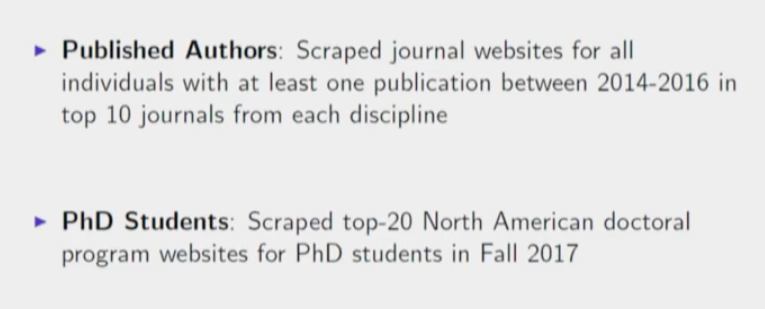 ▶ Published Authors: Scraped journal websites for all
individuals with at least one publication between 2014-2016 in
top 10 journals from each discipline
▶ PhD Students: Scraped top-20 North American doctoral
program websites for PhD students in Fall 2017